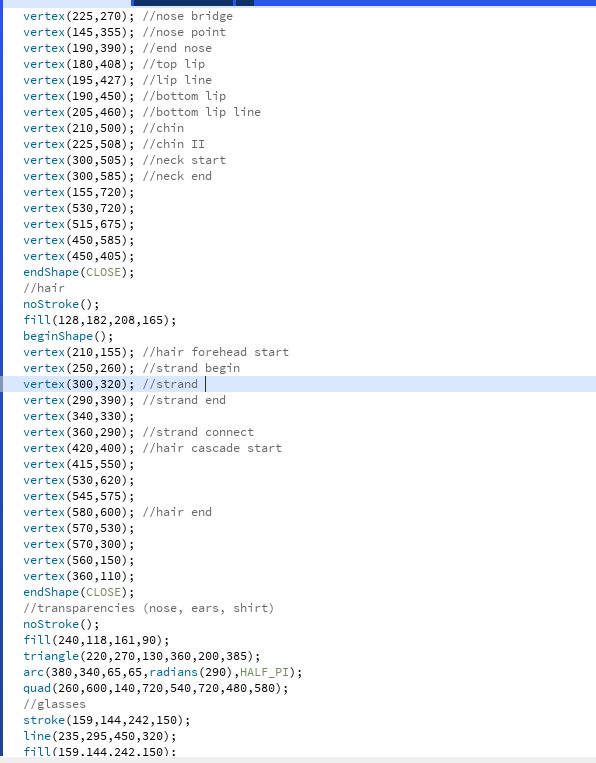 vertex(225,270); //nose bridge
vertex(145,355); //nose point
vertex(190,390); //end nose
vertex(180,408); //top lip
vertex(195,427); //lip line
vertex(190,450); //bottom lip
vertex(205,460); //bottom lip line
vertex(210,500); //chin
vertex(225,508); //chin II
vertex(300,505); //neck start
vertex(300,585); //neck end
vertex(155,720);
vertex(530,720);
vertex(515,675);
vertex(450,585);
vertex(450,405);
endShape(CLOSE);
//hair
noStroke();
fill(128,182,208,165);
beginShape();
vertex(210,155); //hair forehead start
vertex(250,260); //strand begin
vertex(300,320); //strand
vertex(290,390); //strand end
vertex(340,330);
vertex(360,290); //strand connect
vertex(420,400); //hair cascade start
vertex(415,550);
vertex(530,620);
vertex(545,575);
vertex(580,600); //hair end
vertex(570,530);
vertex(570,300);
vertex(560,150);
vertex(360,110);
endShape(CLOSE);
//transparencies (nose, ears, shirt)
noStroke();
fill(240,118,161,90);
triangle(220,270,130,360,200,385);
arc(380,340,65,65,radians(290),HALF_PI);
quad(260,600,140,720,540,720,480,580);
//glasses
stroke(159,144,242,150);
line(235,295,450,320);
fill(159,144,242,150);